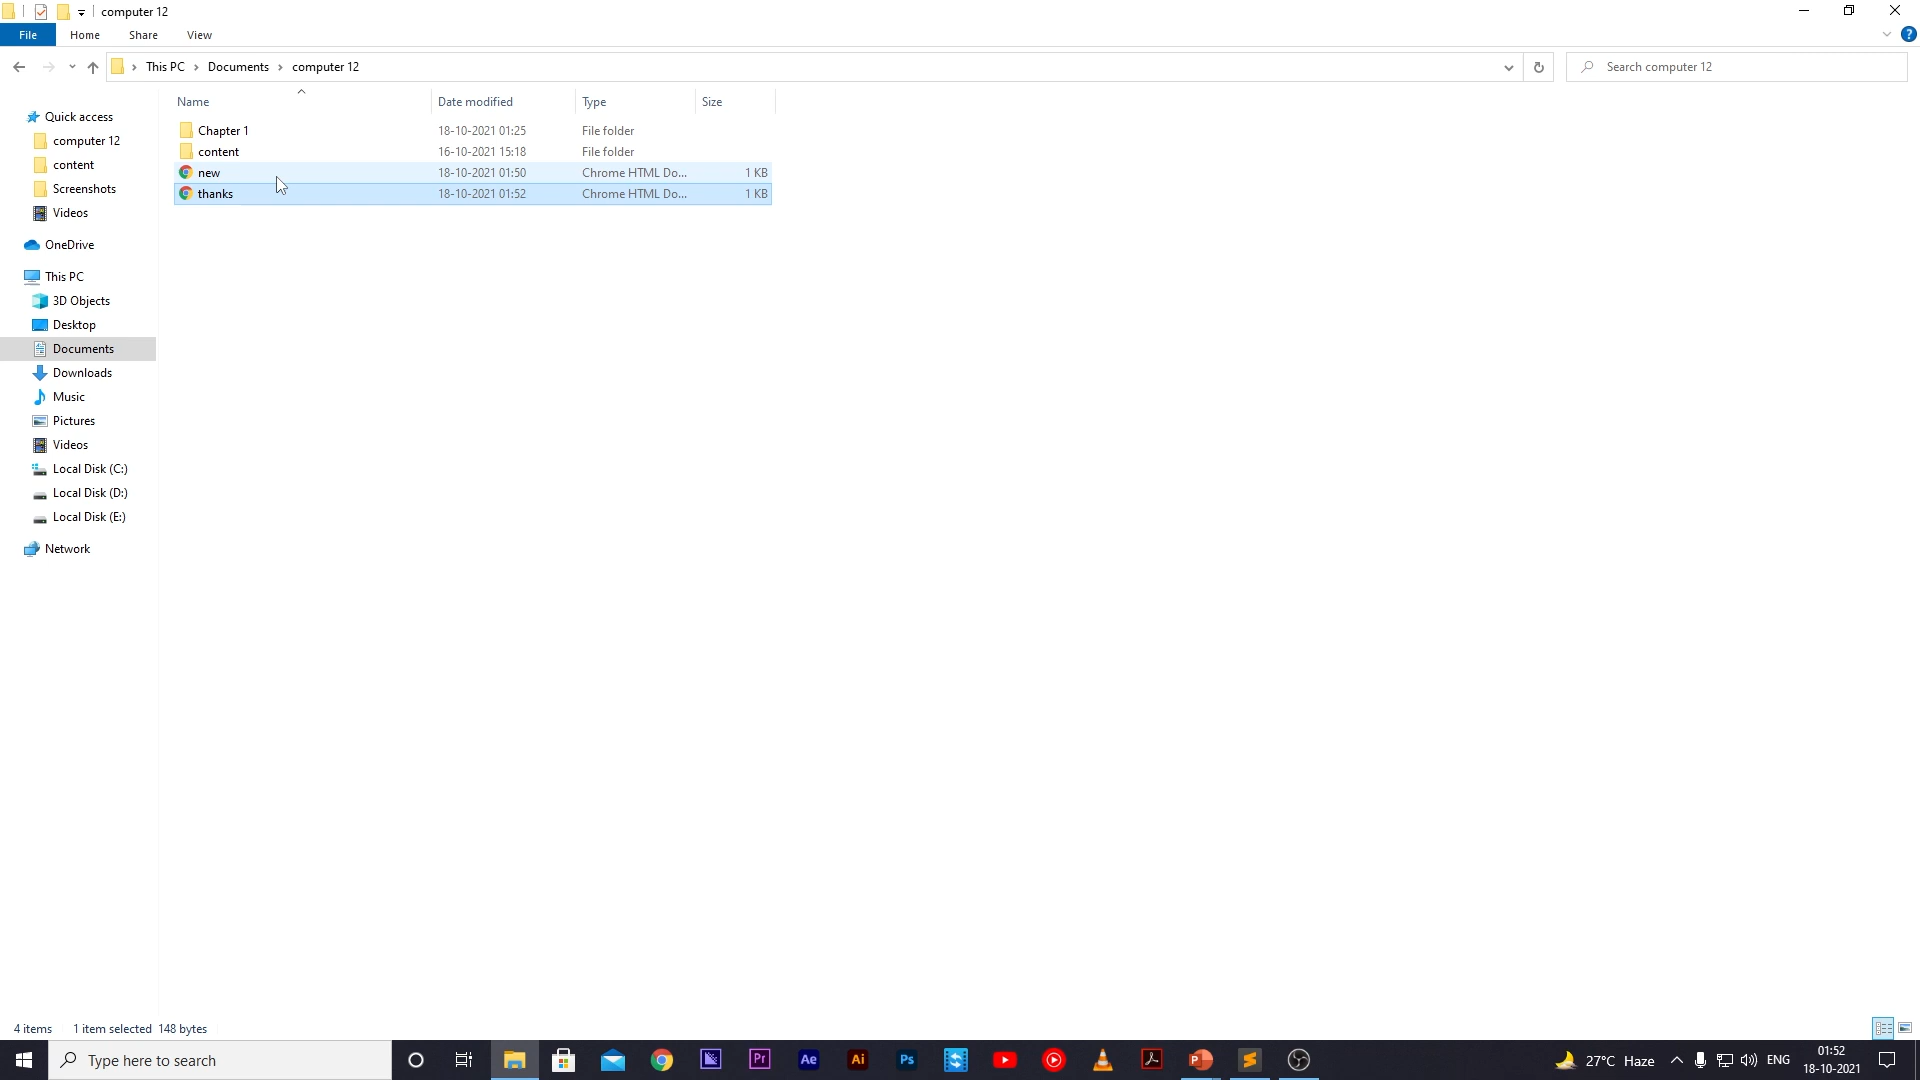 computer 12
File Home Share View
This PC Documents computer 12
Search computer 12
Name Date modified Type Size
Chapter 1 18-10-2021 01:25 File folder
content 16-10-2021 15:18 File folder
new 18-10-2021 01:50 Chrome HTML Do... 1 KB
thanks 18-10-2021 01:52 Chrome HTML Do... 1 KB
Quick access
computer 12
content
Screenshots
Videos
OneDrive
This PC
3D Objects
Desktop
Documents
Downloads
Music
Pictures
Videos
Local Disk (C:)
Local Disk (D:)
Local Disk (E:)
Network
4 items 1 item selected 148 bytes
Type here to search
Pr Ae Ai Ps P S
27°C Haze ENG
01:52
18-10-2021